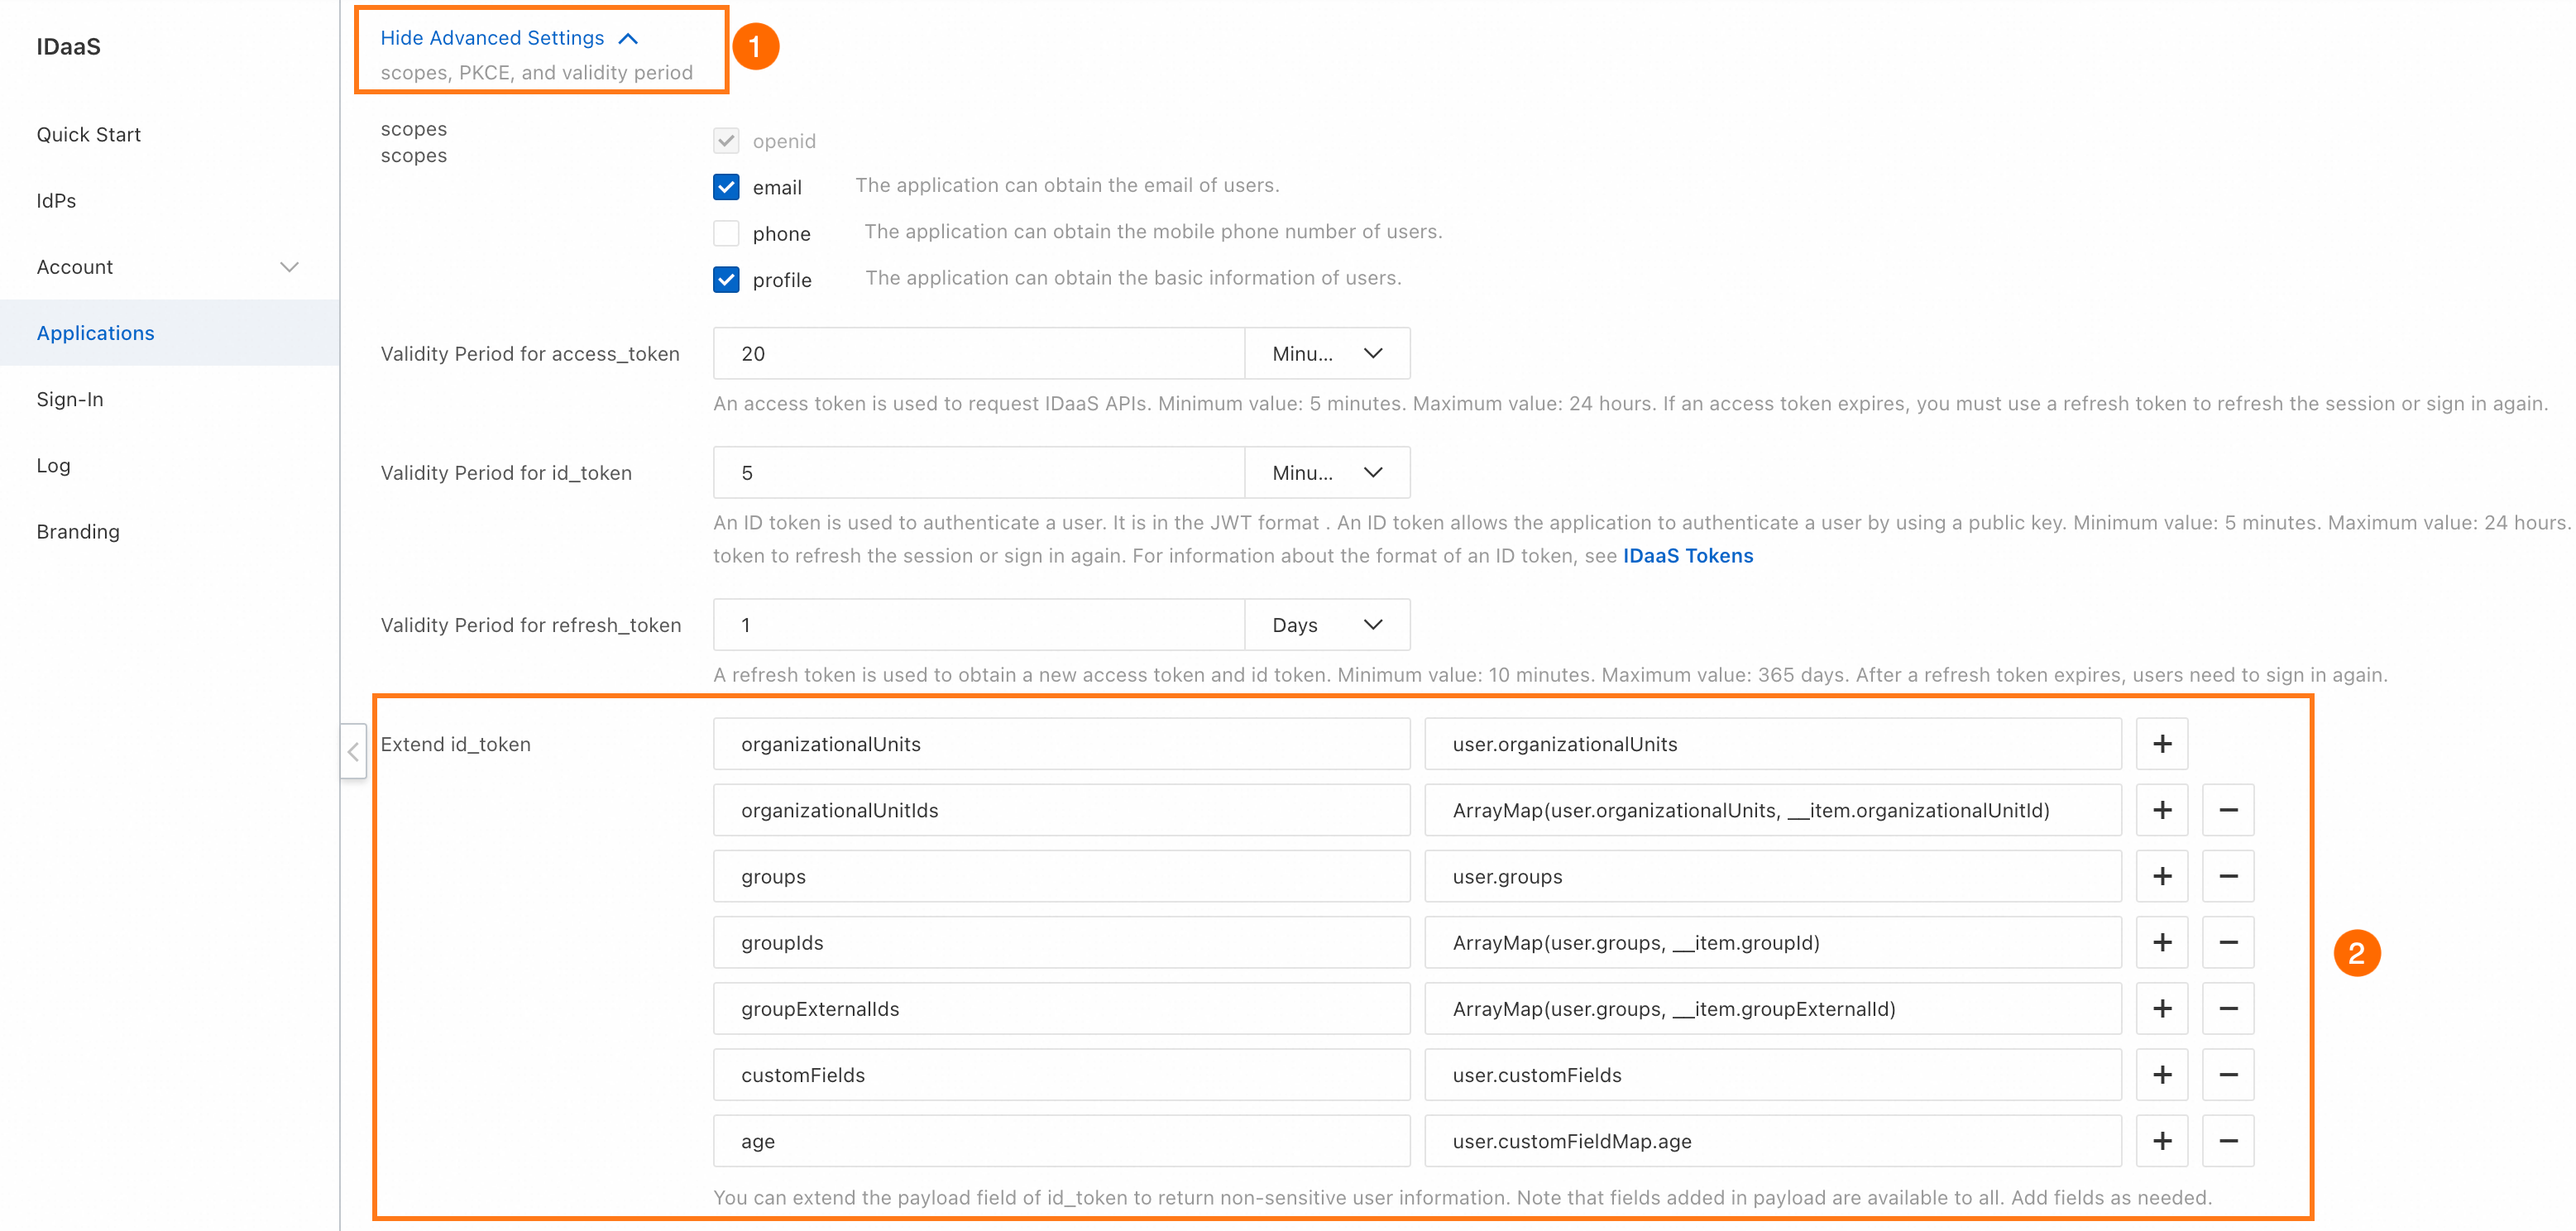 IDaaS
Quick Start
IdPs
Account
Applications
Sign-In
Log
Branding
Hide Advanced Settings
scopes, PKCE, and validity period
1
scopes
scopes
openid
email The application can obtain the email of users.
phone The application can obtain the mobile phone number of users.
profile The application can obtain the basic information of users.
Validity Period for access_token 20 Minu...
An access token is used to request IDaaS APIs. Minimum value: 5 minutes. Maximum value: 24 hours. If an access token expires, you must use a refresh token to refresh the session or sign in again.
Validity Period for id_token 5 Minu...
An ID token is used to authenticate a user. It is in the JWT format . An ID token allows the application to authenticate a user by using a public key. Minimum value: 5 minutes. Maximum value: 24 hours.
token to refresh the session or sign in again. For information about the format of an ID token, see IDaaS Tokens
Validity Period for refresh_token 1 Days
A refresh token is used to obtain a new access token and id token. Minimum value: 10 minutes. Maximum value: 365 days. After a refresh token expires, users need to sign in again.
Extend id_token organizationalUnits user.organizationalUnits
organizationalUnitIds ArrayMap(user.organizationalUnits, __item.organizationalUnitId)
groups user.groups
groupIds ArrayMap(user.groups, __item.groupId)
groupExternalIds ArrayMap(user.groups, __item.groupExternalId)
customFields user.customFields
age user.customFieldMap.age
You can extend the payload field of id_token to return non-sensitive user information. Note that fields added in payload are available to all. Add fields as needed.
2